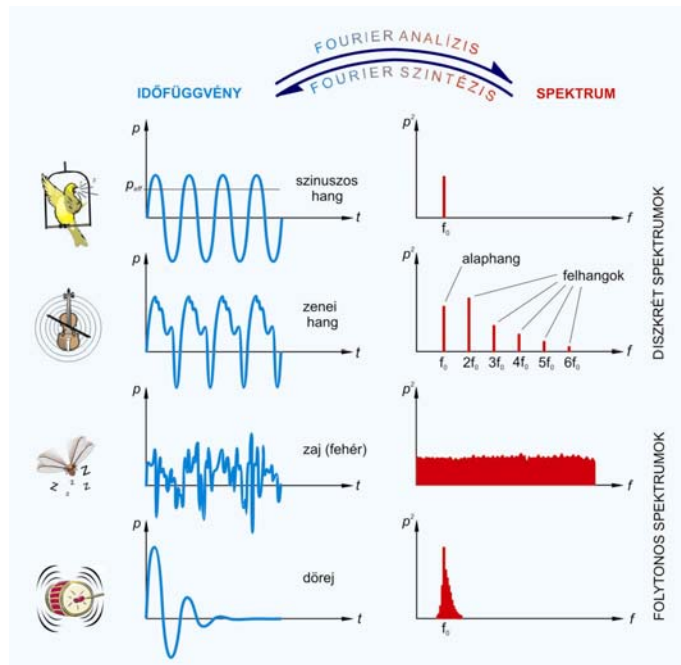 FOURIER ANALÍZIS
FOURIER SZINTÉZIS
IDŐFÜGGVÉNY
SPEKTRUM
p
p_eff
szinuszos
hang
t
p²
f₀
f
p
zenei
hang
t
p²
alaphang
felhangok
f₀ 2f₀ 3f₀ 4f₀ 5f₀ 6f₀
f
DISZKRÉT SPEKTRUMOK
z z z z z
p
zaj (fehér)
t
p²
f
p
dörej
t
p²
f₀
f
FOLYTONOS SPEKTRUMOK